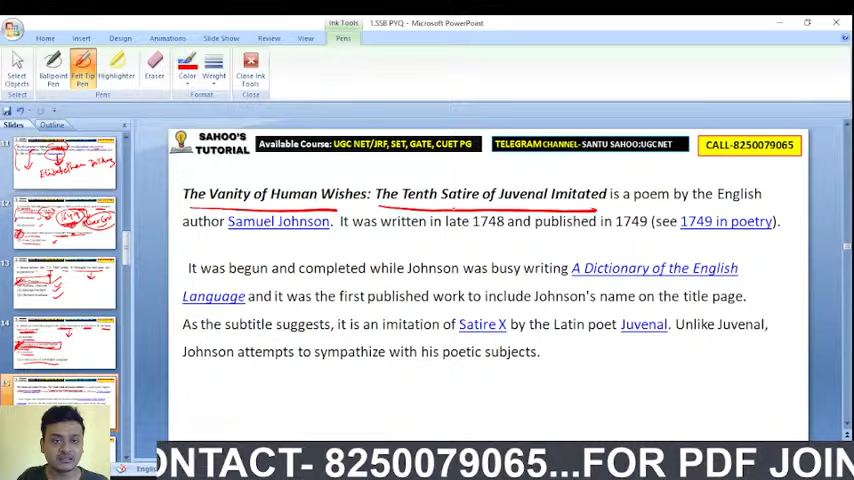 Ink Tools
1.SSB PYQ - Microsoft PowerPoint
Home Insert Design Animations Slide Show Review View Pens
Select Objects Ballpoint Pen Felt Tip Pen Highlighter Eraser Color Weight Close Ink Tools
Select Pens Format Close
Slides Outline
SAHOO'S
TUTORIAL
Available Course: UGC NET/JRF, SET, GATE, CUET PG
TELEGRAM CHANNEL- SANTU SAHOO:UGCNET
CALL-8250079065
The Vanity of Human Wishes: The Tenth Satire of Juvenal Imitated is a poem by the English
author Samuel Johnson. It was written in late 1748 and published in 1749 (see 1749 in poetry).
It was begun and completed while Johnson was busy writing A Dictionary of the English
Language and it was the first published work to include Johnson's name on the title page.
As the subtitle suggests, it is an imitation of Satire X by the Latin poet Juvenal. Unlike Juvenal,
Johnson attempts to sympathize with his poetic subjects.
11
12
13
14
15
ONTACT- 8250079065...FOR PDF JOIN